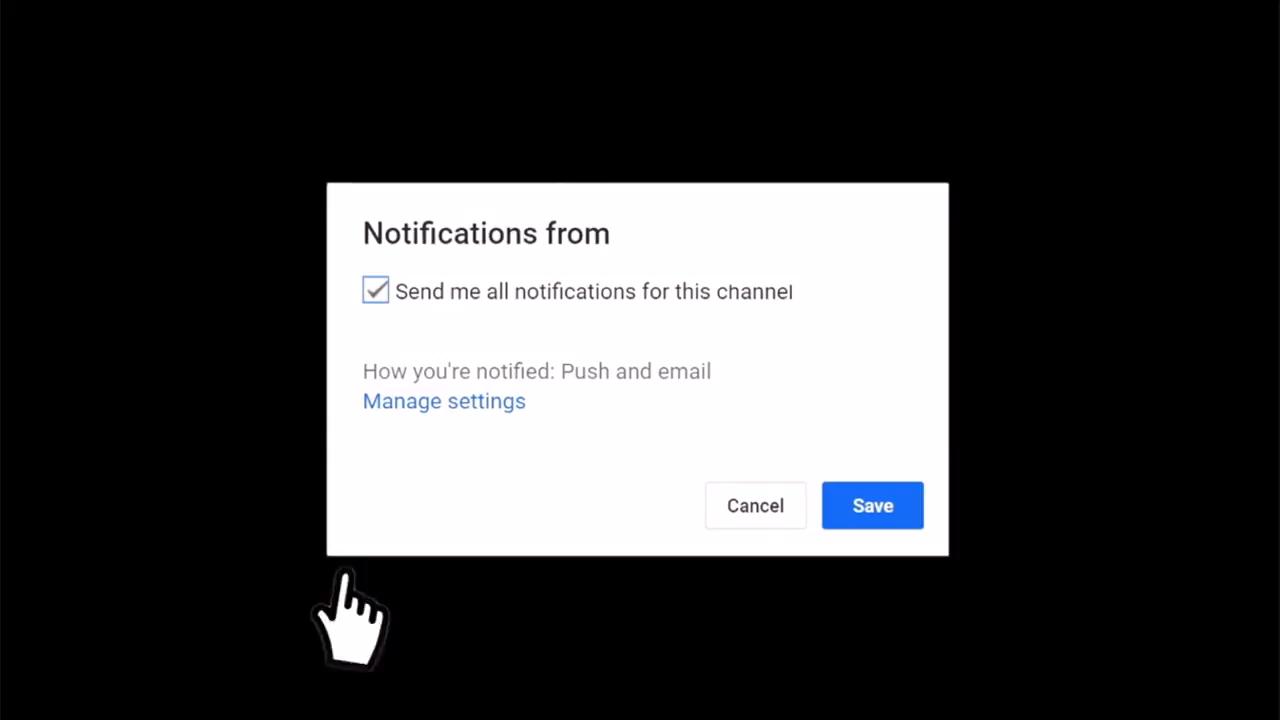 Notifications from
Send me all notifications for this channel
How you're notified: Push and email
Manage settings
Cancel Save